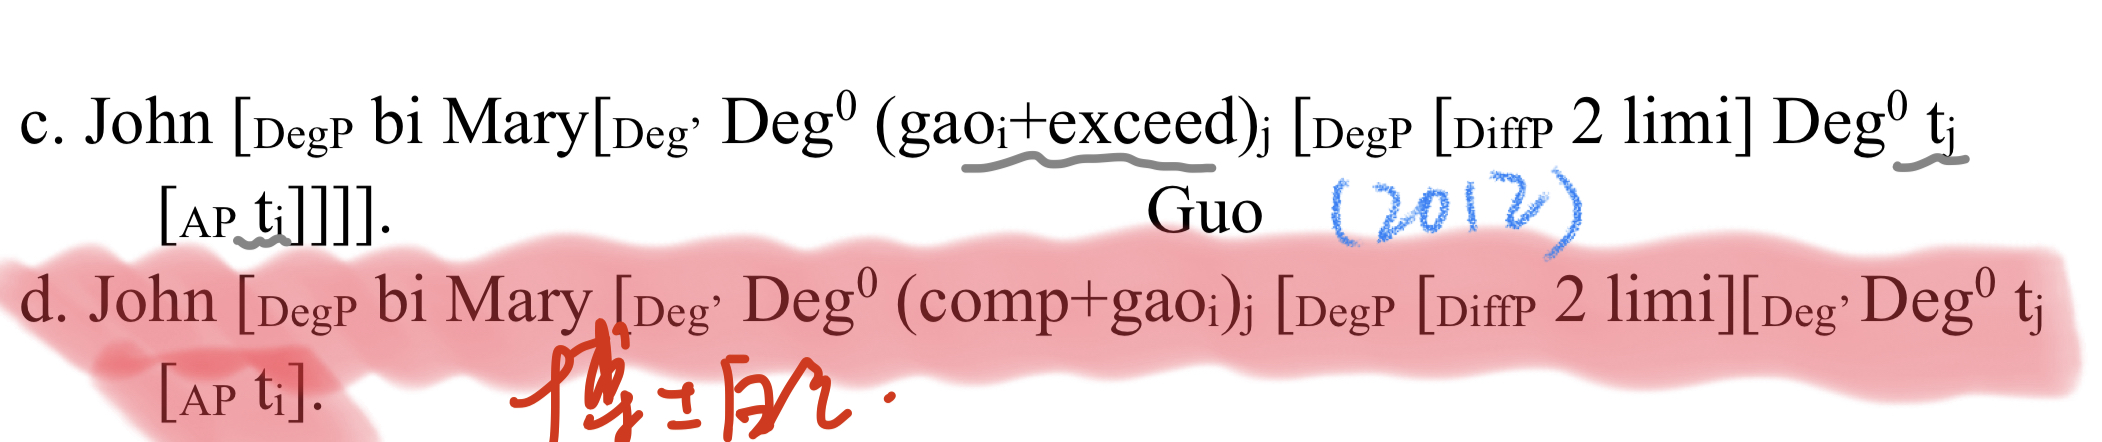 c. John [DegP bi Mary[Deg’ Deg⁰ (gaoᵢ+exceed)ⱼ [DegP [DiffP 2 limi] Deg⁰ tⱼ
[AP tᵢ]]]]. Guo (2012)
d. John [DegP bi Mary [Deg’ Deg⁰ (comp+gaoᵢ)ⱼ [DegP [DiffP 2 limi][Deg’ Deg⁰ tⱼ
[AP tᵢ].
博士